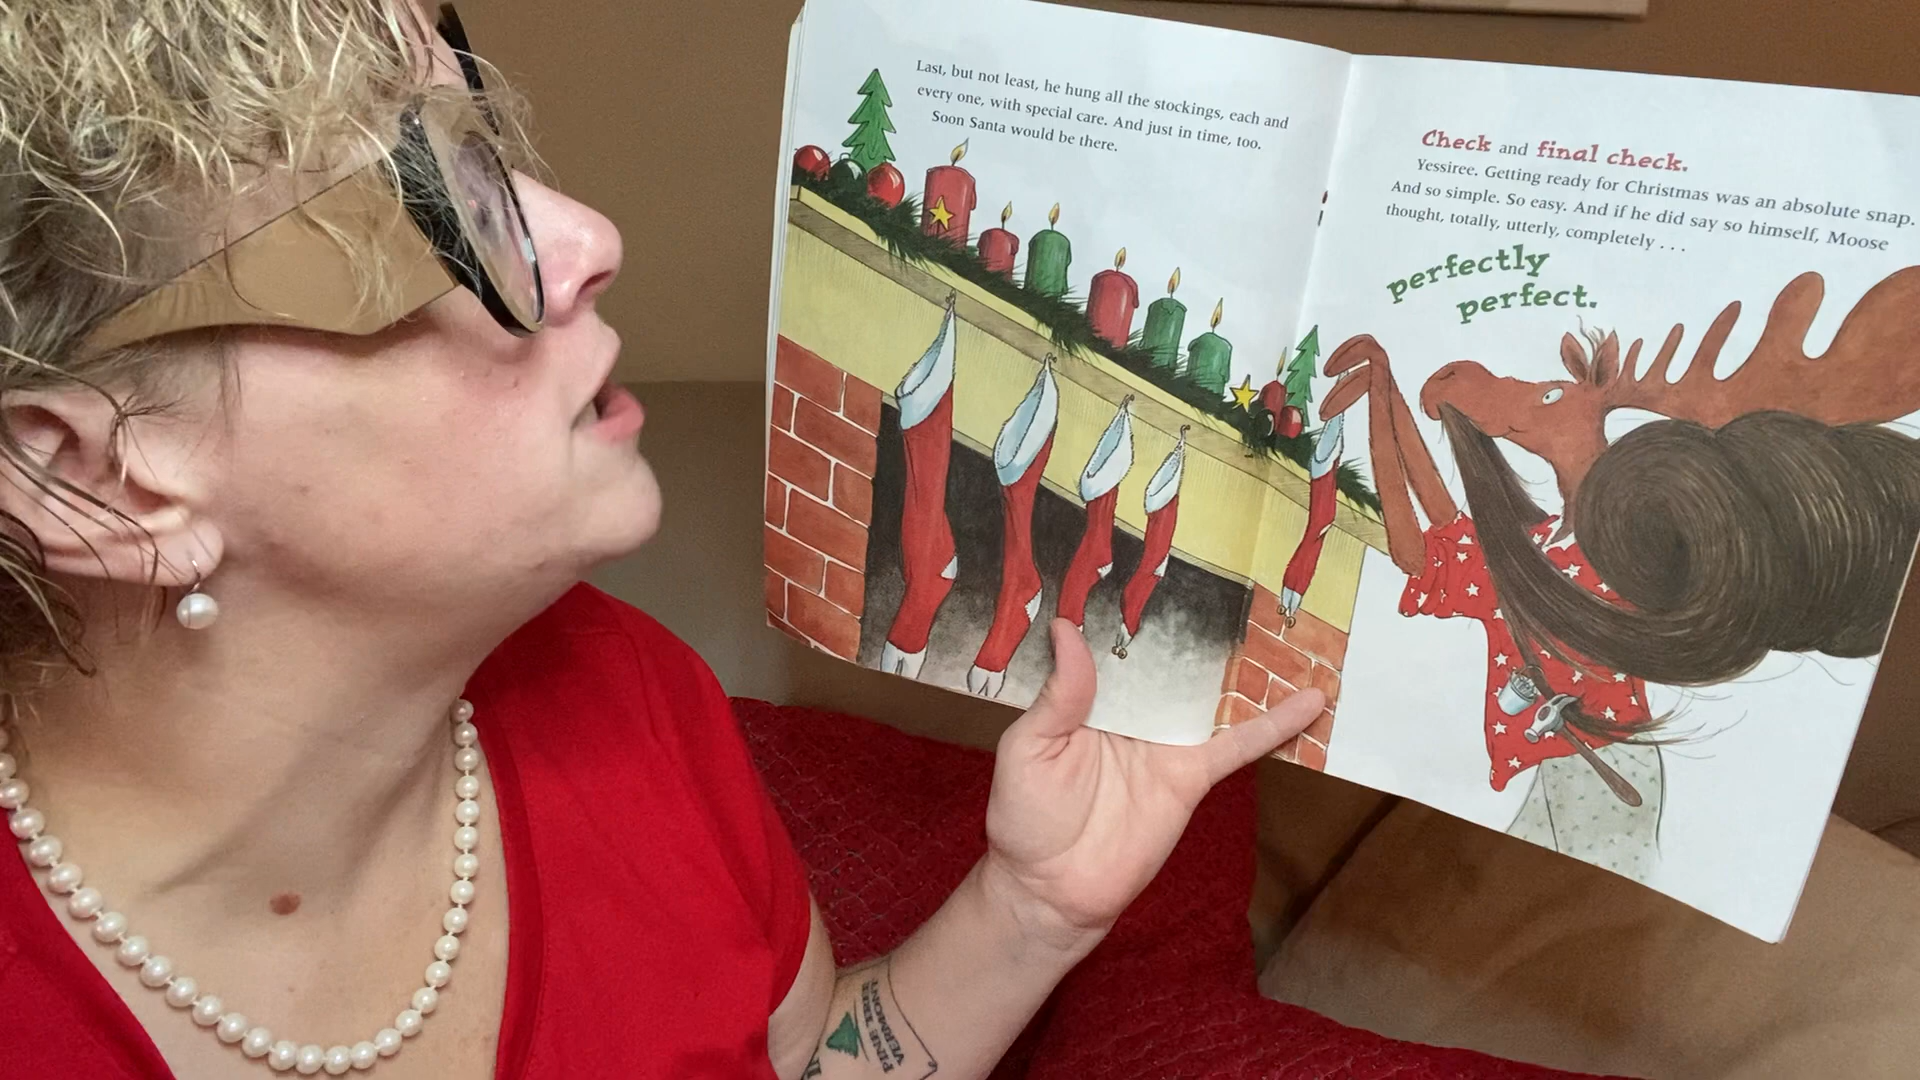 Last, but not least, he hung all the stockings, each and
every one, with special care. And just in time, too.
Soon Santa would be there.
Check and final check.
Yessiree. Getting ready for Christmas was an absolute snap.
And so simple. So easy. And if he did say so himself, Moose
thought, totally, utterly, completely . . .
perfectly
perfect.
PINE TREE
VERMONT